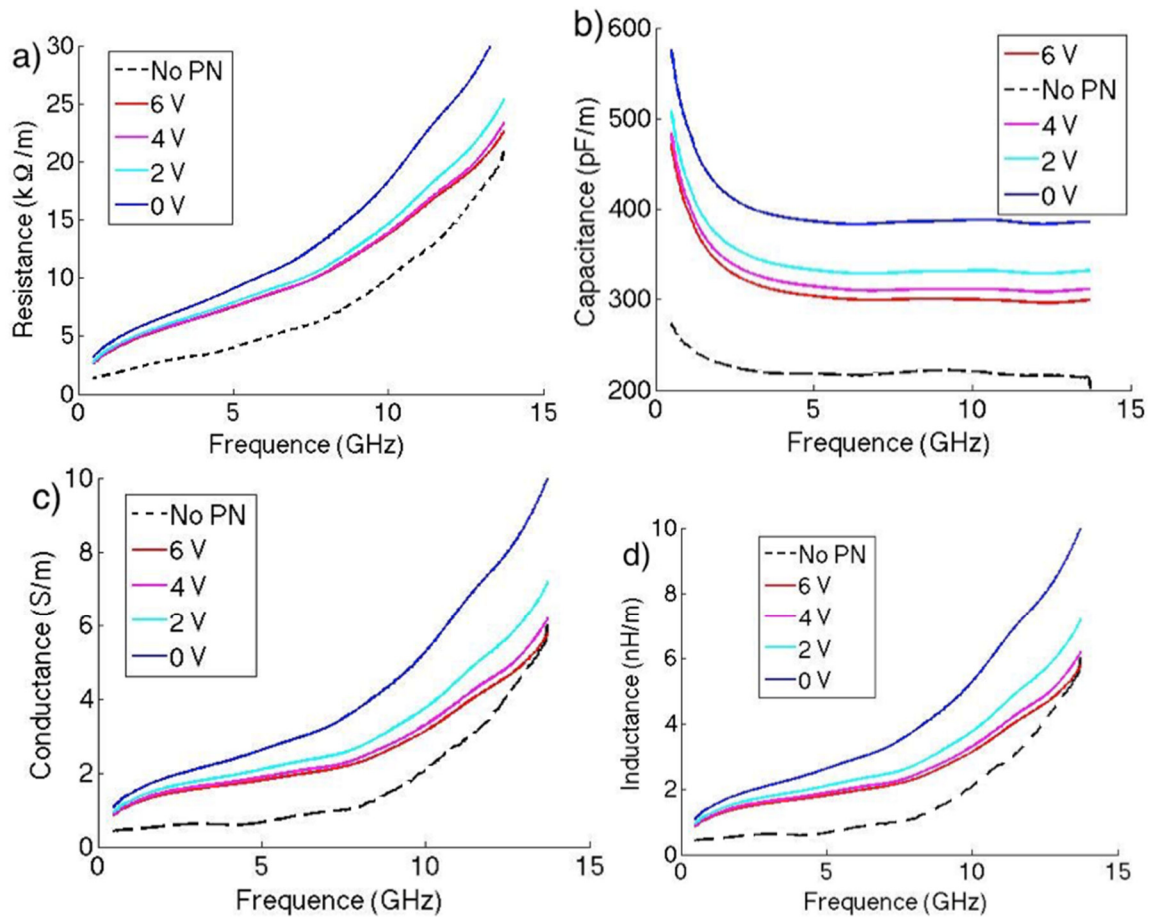 a)
Resistance (kΩ/m)
30
25
20
15
10
5
0
No PN
6 V
4 V
2 V
0 V
0 5 10 15
Frequence (GHz)
b)
Capacitance (pF/m)
600
500
400
300
200
6 V
No PN
4 V
2 V
0 V
0 5 10 15
Frequence (GHz)
c)
Conductance (S/m)
10
8
6
4
2
0
No PN
6 V
4 V
2 V
0 V
0 5 10 15
Frequence (GHz)
d)
Inductance (nH/m)
10
8
6
4
2
0
No PN
6 V
4 V
2 V
0 V
0 5 10 15
Frequence (GHz)